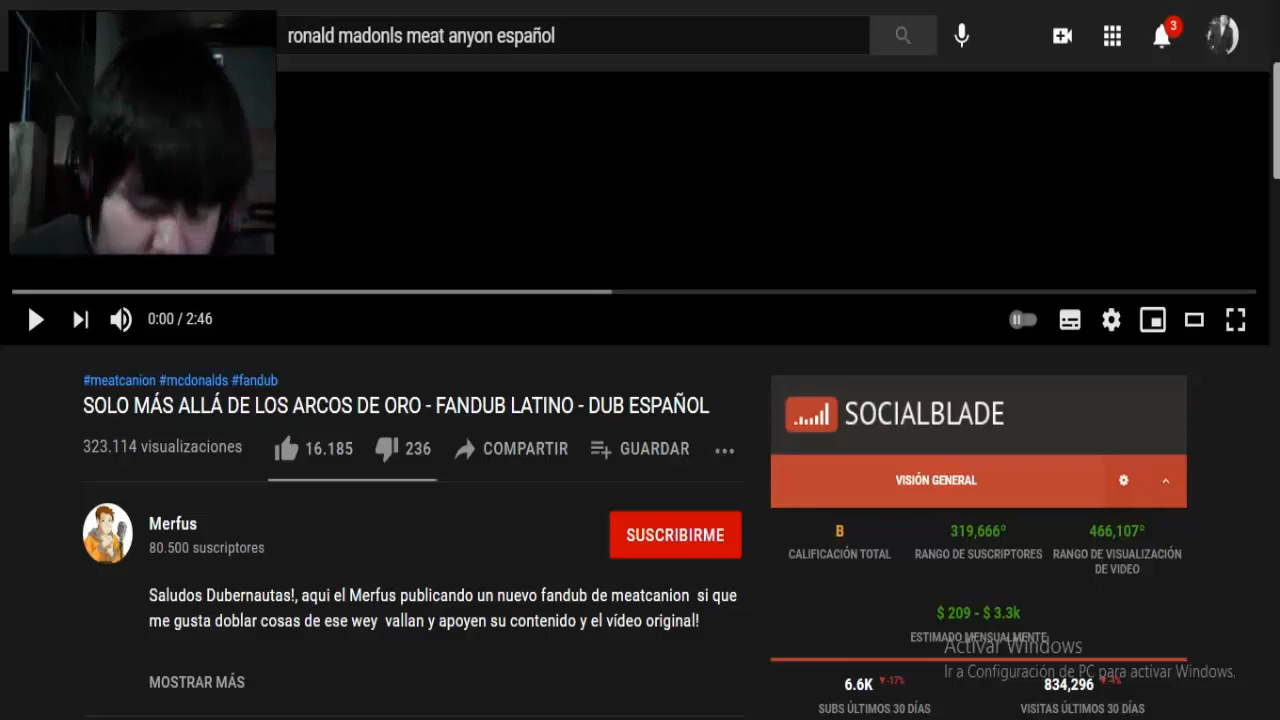 ronald madonls meat anyon español
3
0:00 / 2:46
#meatcanion #mcdonalds #fandub
SOLO MÁS ALLÁ DE LOS ARCOS DE ORO - FANDUB LATINO - DUB ESPAÑOL
323.114 visualizaciones
16.185
236
COMPARTIR
GUARDAR
Merfus
80.500 suscriptores
SUSCRIBIRME
Saludos Dubernautas!, aqui el Merfus publicando un nuevo fandub de meatcanion si que
me gusta doblar cosas de ese wey vallan y apoyen su contenido y el vídeo original!
MOSTRAR MÁS
SOCIALBLADE
VISIÓN GENERAL
B
CALIFICACIÓN TOTAL
319,666º
RANGO DE SUSCRIPTORES
466,107º
RANGO DE VISUALIZACIÓN
DE VIDEO
$ 209 - $ 3.3k
ESTIMADO MENSUALMENTE
Activar Windows
Ir a Configuración de PC para activar Windows.
6.6K -17%
SUBS ÚLTIMOS 30 DÍAS
834,296 -4%
VISITAS ÚLTIMOS 30 DÍAS